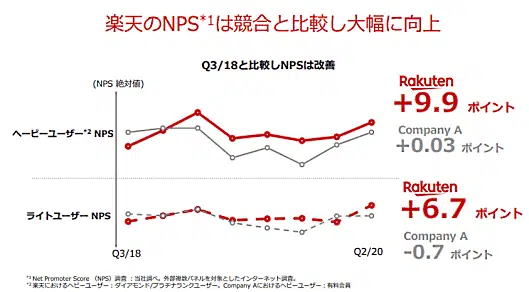 楽天のNPS*1は競合と比較し大幅に向上
Q3/18と比較しNPSは改善
(NPS 絶対値)
Rakuten
+9.9 ポイント
ヘービーユーザー*2 NPS
Company A
+0.03 ポイント
Rakuten
+6.7 ポイント
ライトユーザー NPS
Company A
-0.7 ポイント
Q3/18
Q2/20
*1 Net Promoter Score （NPS）調査 ：当社調べ。外部複数パネルを対象としたインターネット調査。
*2 楽天におけるヘービーユーザー：ダイアモンド/プラチナランクユーザー。Company Aにおけるヘービーユーザー：有料会員